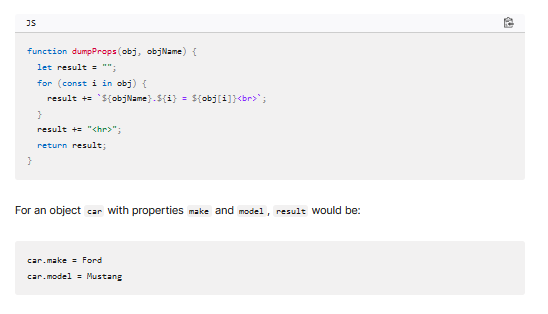 JS
function dumpProps(obj, objName) {
  let result = "";
  for (const i in obj) {
    result += `${objName}.${i} = ${obj[i]}<br>`;
  }
  result += "<hr>";
  return result;
}
For an object car with properties make and model, result would be:
car.make = Ford
car.model = Mustang